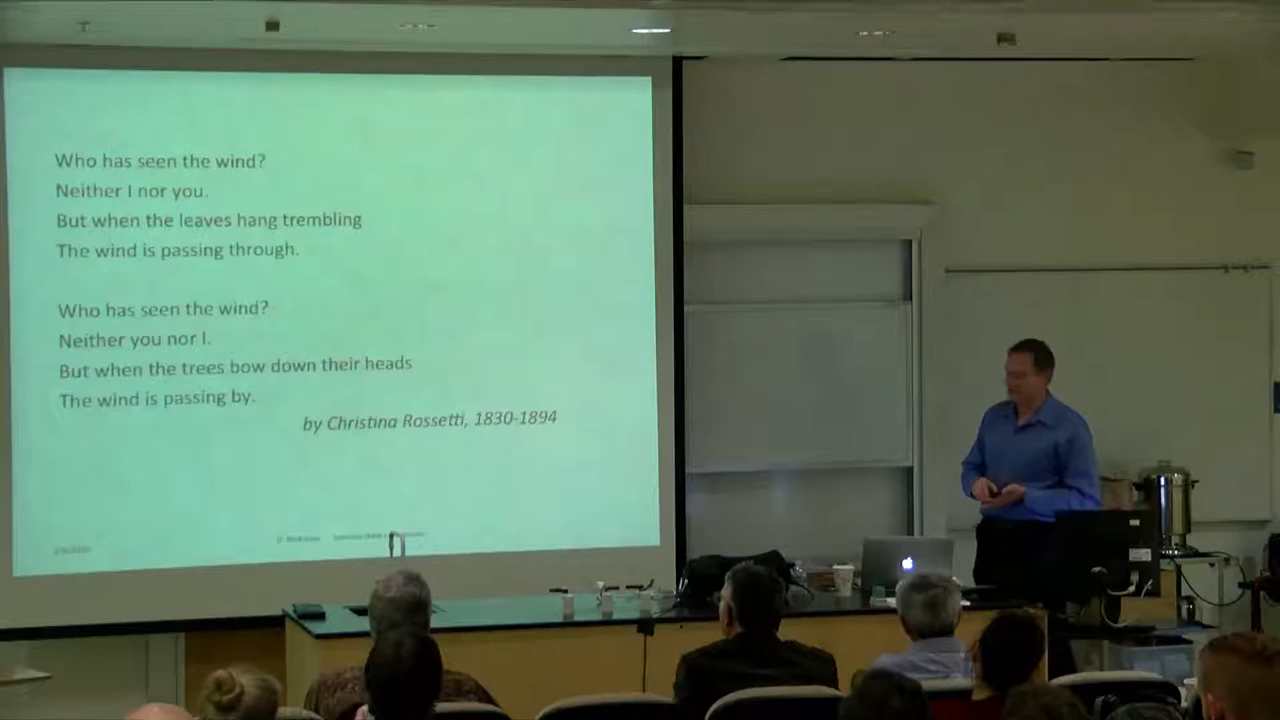 Who has seen the wind?
Neither I nor you.
But when the leaves hang trembling
The wind is passing through.
Who has seen the wind?
Neither you nor I.
But when the trees bow down their heads
The wind is passing by.
by Christina Rossetti, 1830-1894